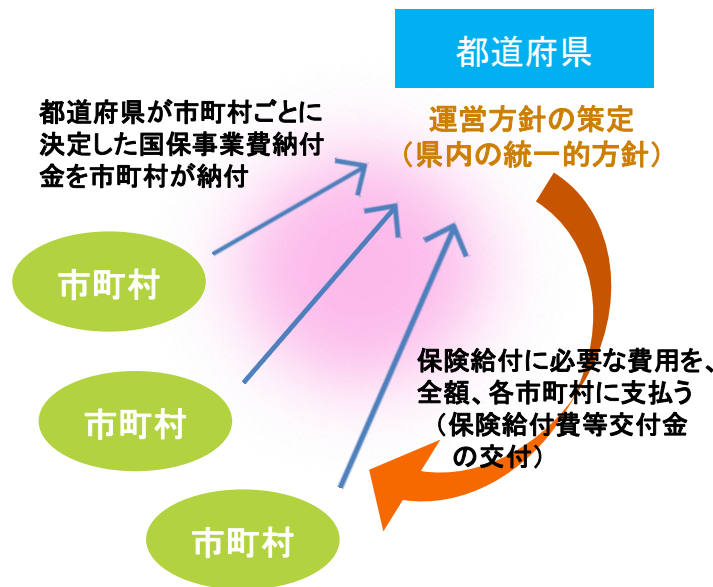 都道府県
都道府県が市町村ごとに
決定した国保事業費納付
金を市町村が納付
運営方針の策定
（県内の統一的方針）
市町村
保険給付に必要な費用を、
全額、各市町村に支払う
（保険給付費等交付金
の交付）
市町村
市町村